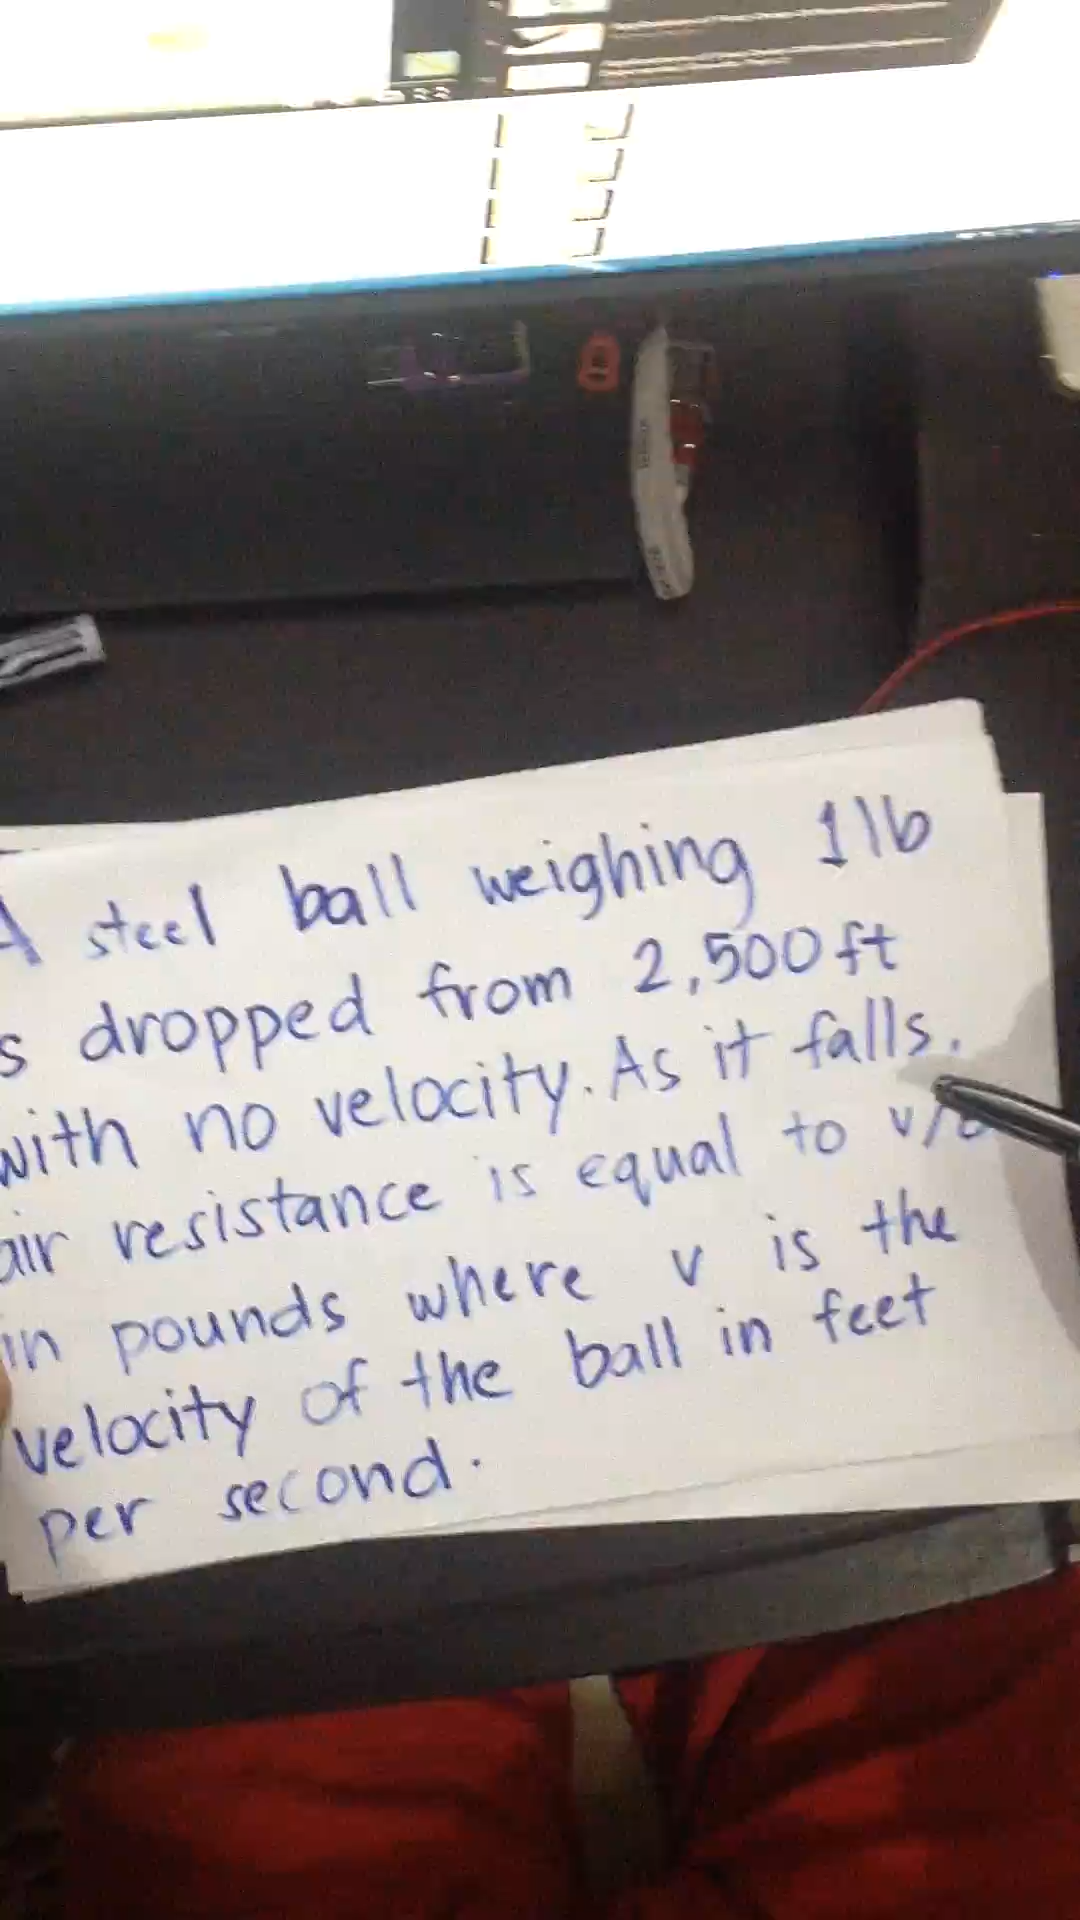 A steel ball weighing 1lb
s dropped from 2,500ft
with no velocity. As it falls,
air resistance is equal to
in pounds where v is the
velocity of the ball in feet
per second.